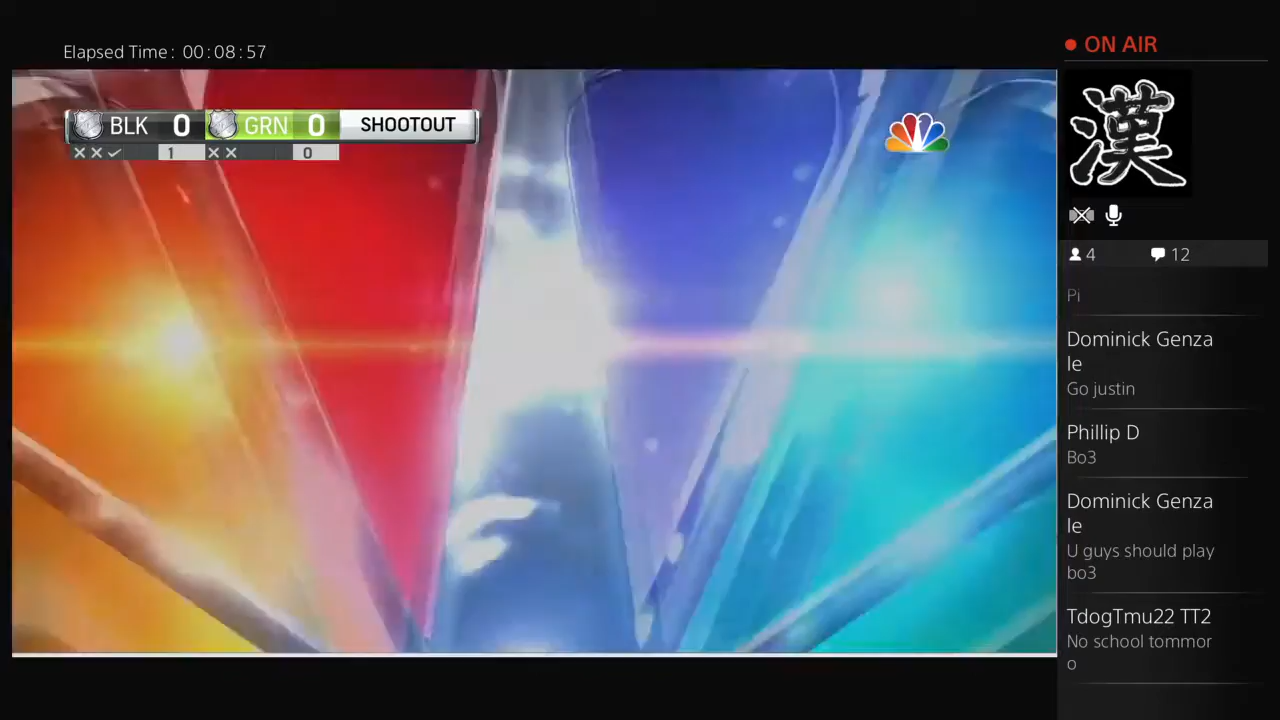 Elapsed Time: 00:08:57
ON AIR
BLK 0 GRN 0 SHOOTOUT
1 0
漢
4 12
Pi
Dominick Genza
le
Go justin
Phillip D
Bo3
Dominick Genza
le
U guys should play
bo3
TdogTmu22 TT2
No school tommor
o